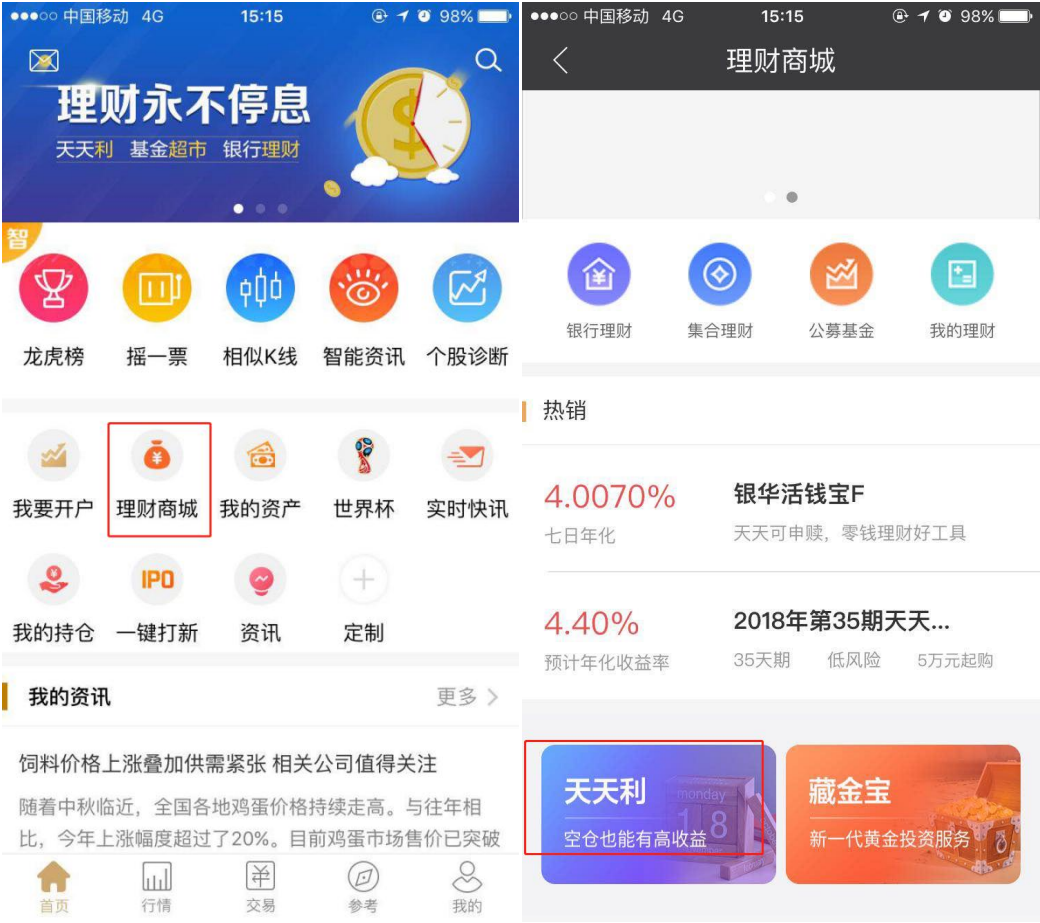 中国移动 4G 15:15 98%
理财永不停息
天天利 基金超市 银行理财
智
龙虎榜 摇一票 相似K线 智能资讯 个股诊断
我要开户 理财商城 我的资产 世界杯 实时快讯
IPO
我的持仓 一键打新 资讯 定制
我的资讯 更多
饲料价格上涨叠加供需紧张 相关公司值得关注
随着中秋临近，全国各地鸡蛋价格持续走高。与往年相
比，今年上涨幅度超过了20%。目前鸡蛋市场售价已突破
首页 行情 交易 参考 我的
中国移动 4G 15:15 98%
理财商城
银行理财 集合理财 公募基金 我的理财
热销
4.0070% 银华活钱宝F
七日年化 天天可申赎，零钱理财好工具
4.40% 2018年第35期天天...
预计年化收益率 35天期 低风险 5万元起购
天天利
monday
18
空仓也能有高收益
藏金宝
新一代黄金投资服务